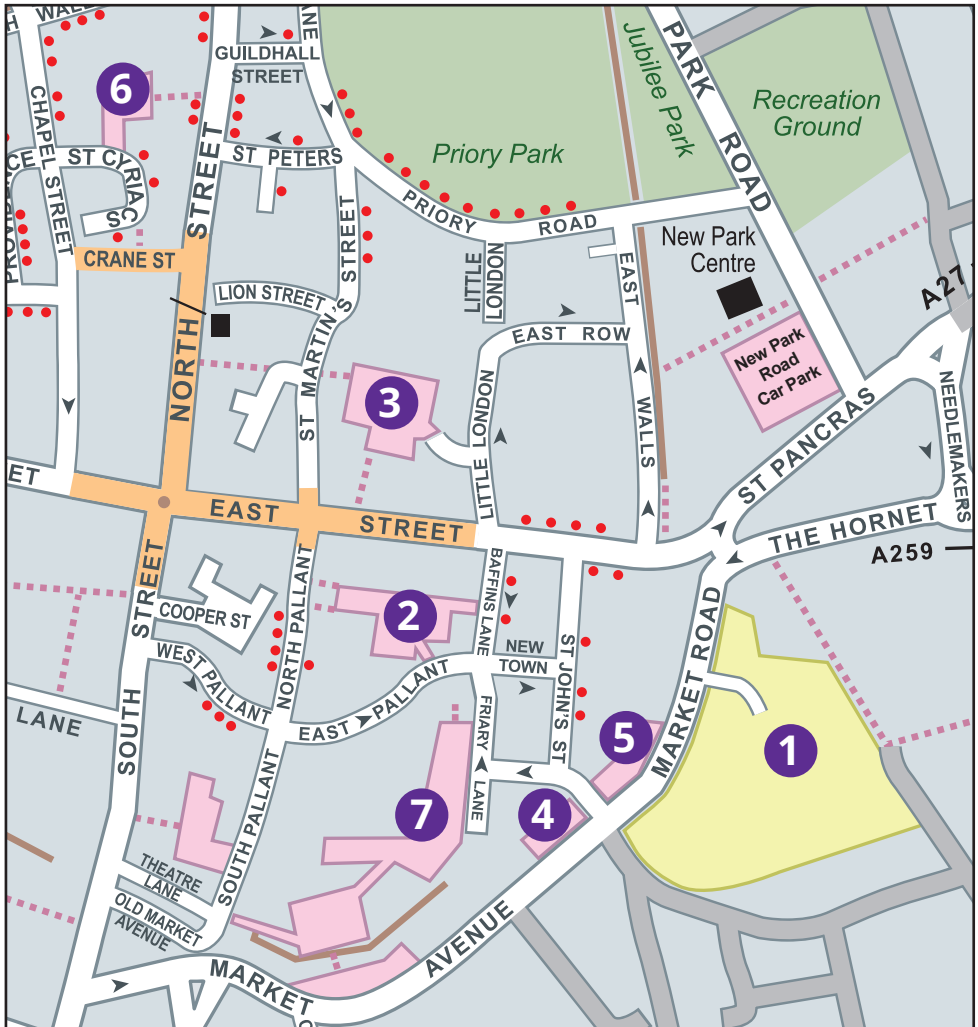 WALL
LANE
GUILDHALL
STREET
PARK ROAD
Jubilee Park
Recreation
Ground
6
CHAPEL STREET
ST CYRIACS
PROVIDENCE
NORTH STREET
ST PETERS
Priory Park
PRIORY ROAD
CRANE ST
LION STREET
ST MARTIN'S STREET
LITTLE
LONDON
EAST ROW
EAST WALLS
New Park
Centre
New Park
Road
Car Park
A27
3
LITTLE LONDON
ST PANCRAS
NEEDLEMAKERS
THE HORNET
A259
ET
EAST STREET
SOUTH STREET
COOPER ST
NORTH PALLANT
2
BAFFINS LANE
NEW
TOWN
ST JOHN'S ST
MARKET ROAD
WEST PALLANT
EAST PALLANT
LANE
FRIARY LANE
5
1
7
4
SOUTH PALLANT
THEATRE
LANE
OLD MARKET
AVENUE
MARKET AVENUE